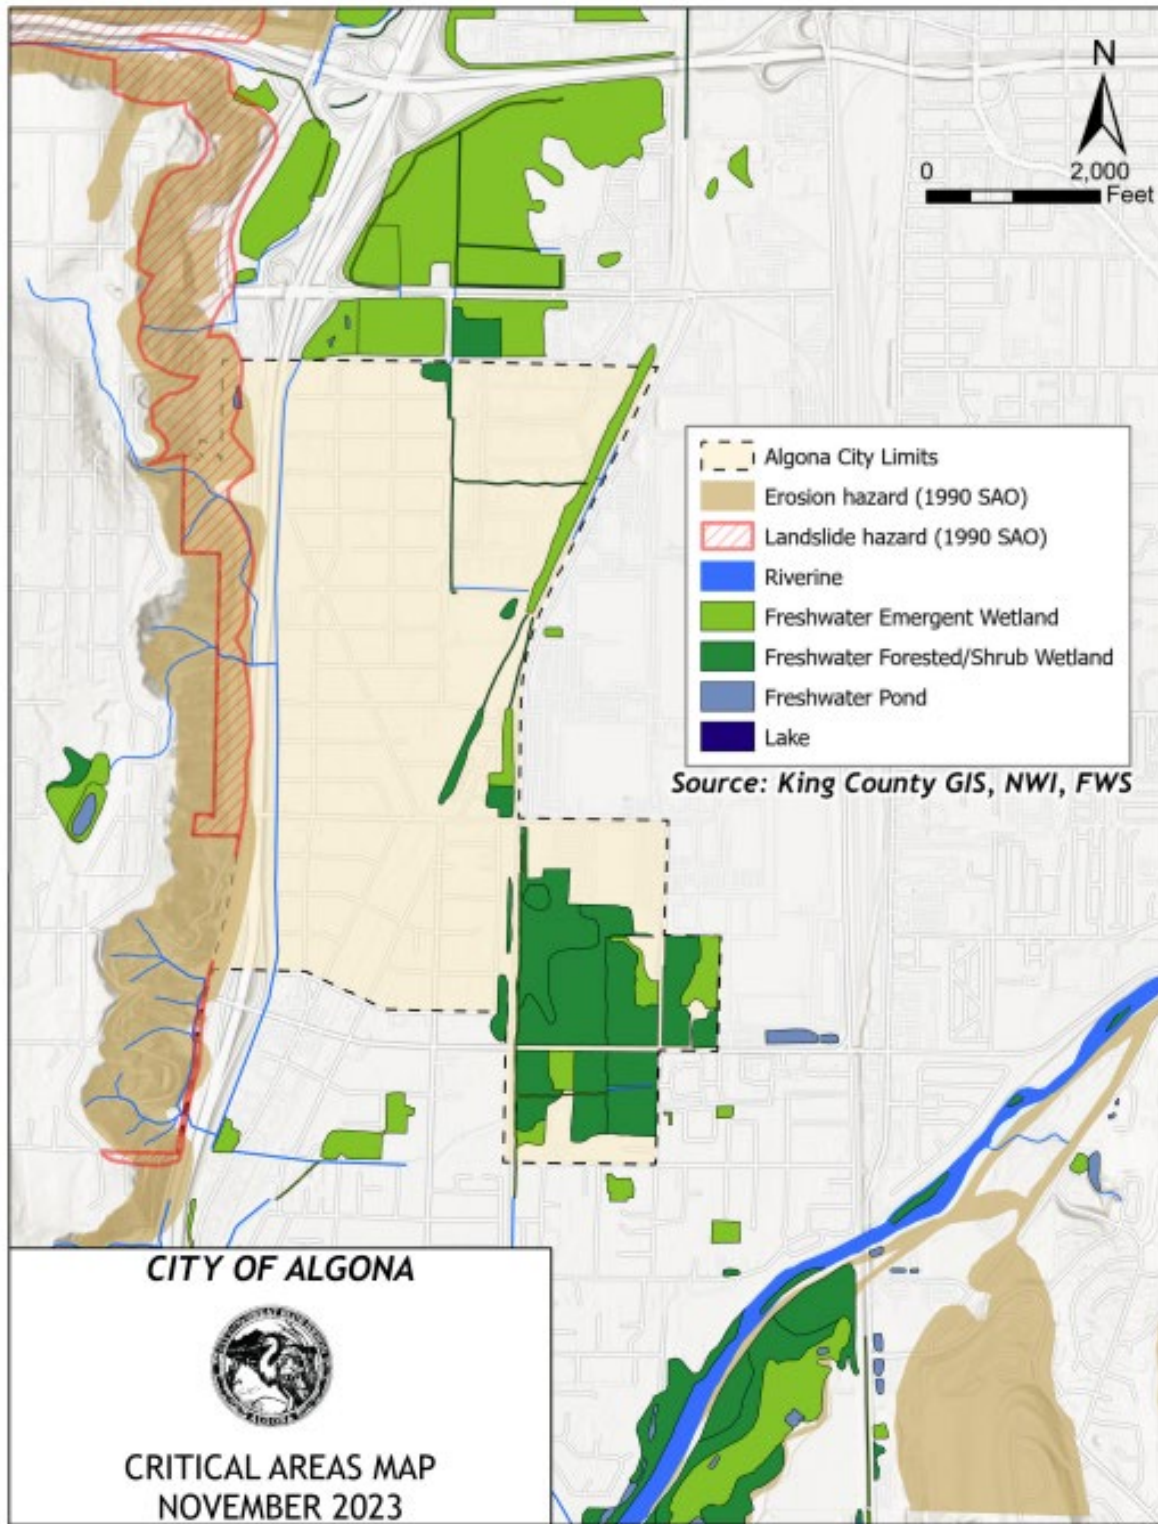 N
0 2,000
Feet
Algona City Limits
Erosion hazard (1990 SAO)
Landslide hazard (1990 SAO)
Riverine
Freshwater Emergent Wetland
Freshwater Forested/Shrub Wetland
Freshwater Pond
Lake
Source: King County GIS, NWI, FWS
CITY OF ALGONA
ALGONA
CRITICAL AREAS MAP
NOVEMBER 2023